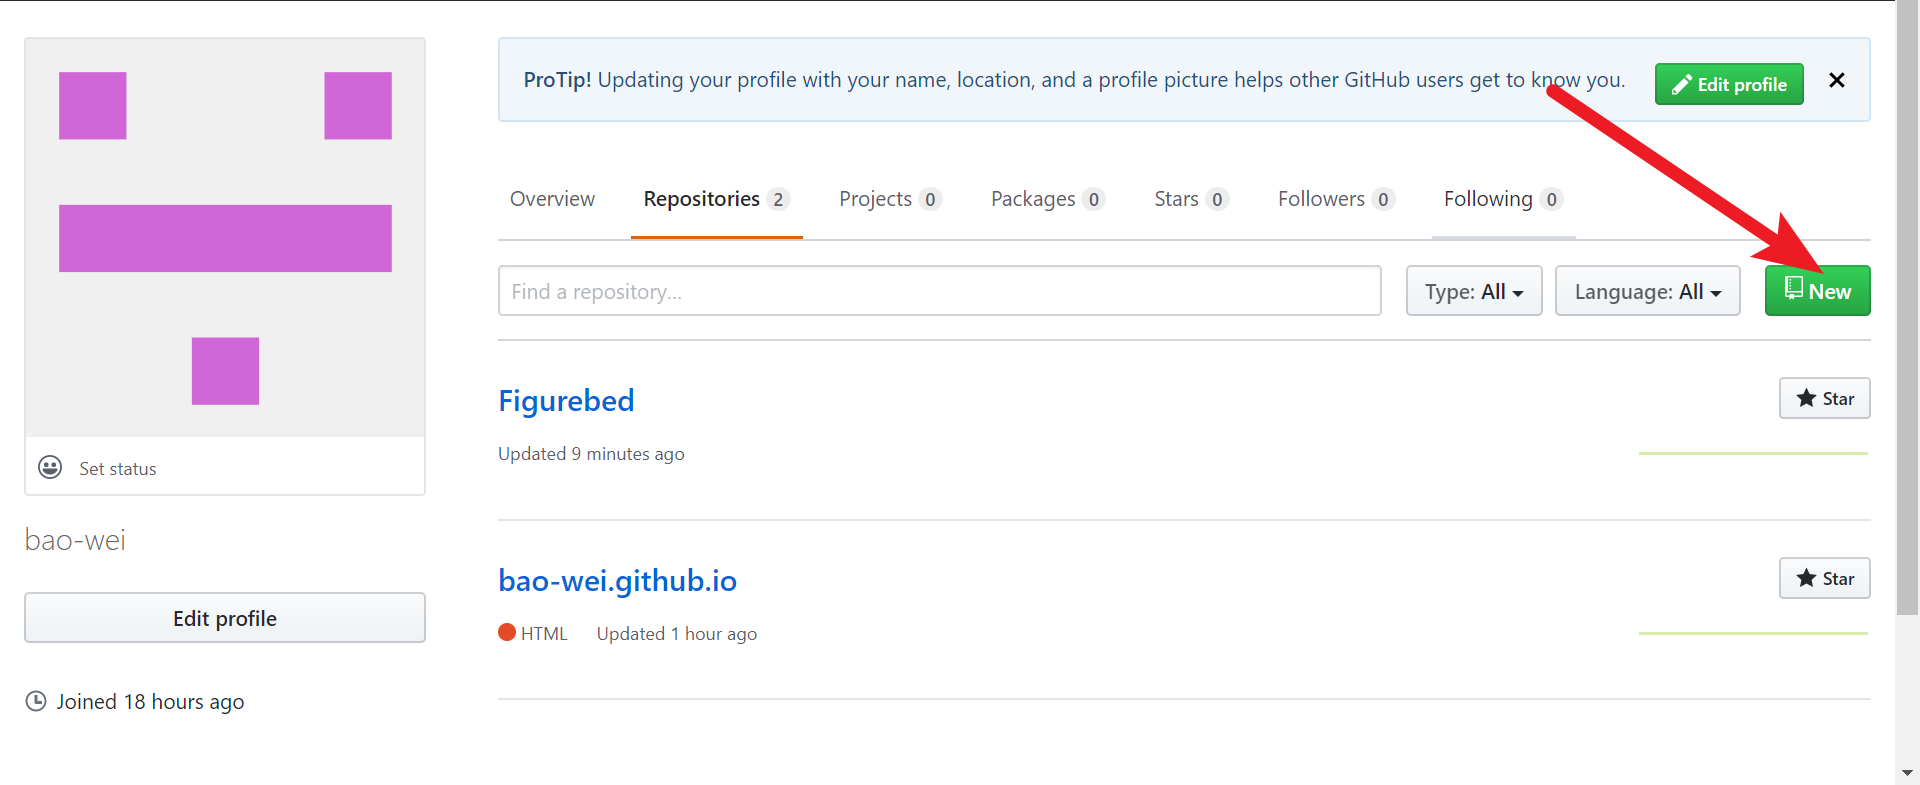 ProTip! Updating your profile with your name, location, and a profile picture helps other GitHub users get to know you.
Edit profile
Overview Repositories 2 Projects 0 Packages 0 Stars 0 Followers 0 Following 0
Find a repository... Type: All Language: All New
Figurebed
Star
Updated 9 minutes ago
Set status
bao-wei
bao-wei.github.io
Star
Edit profile
HTML Updated 1 hour ago
Joined 18 hours ago